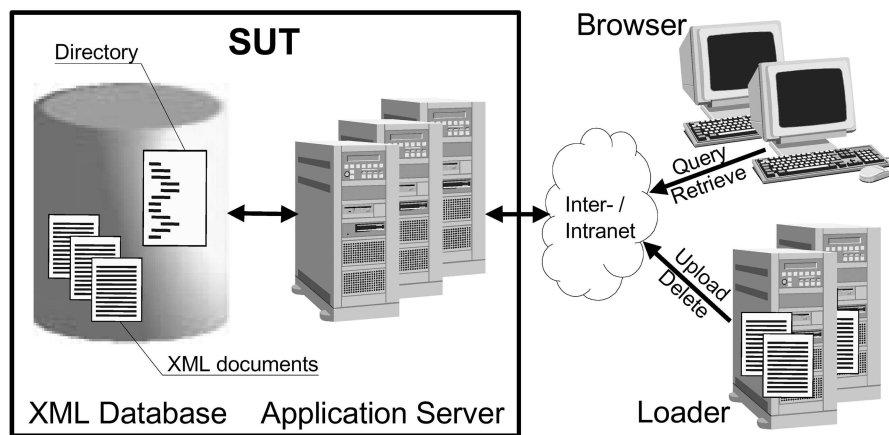 SUT
Directory
XML documents
XML Database
Application Server
Inter- /
Intranet
Browser
Query
Retrieve
Upload
Delete
Loader